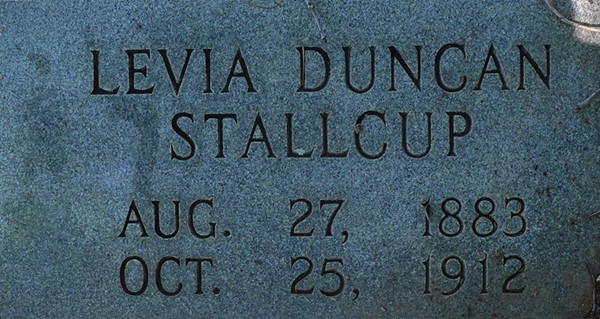 LEVIA DUNCAN
STALLCUP
AUG. 27, 1883
OCT. 25, 1912